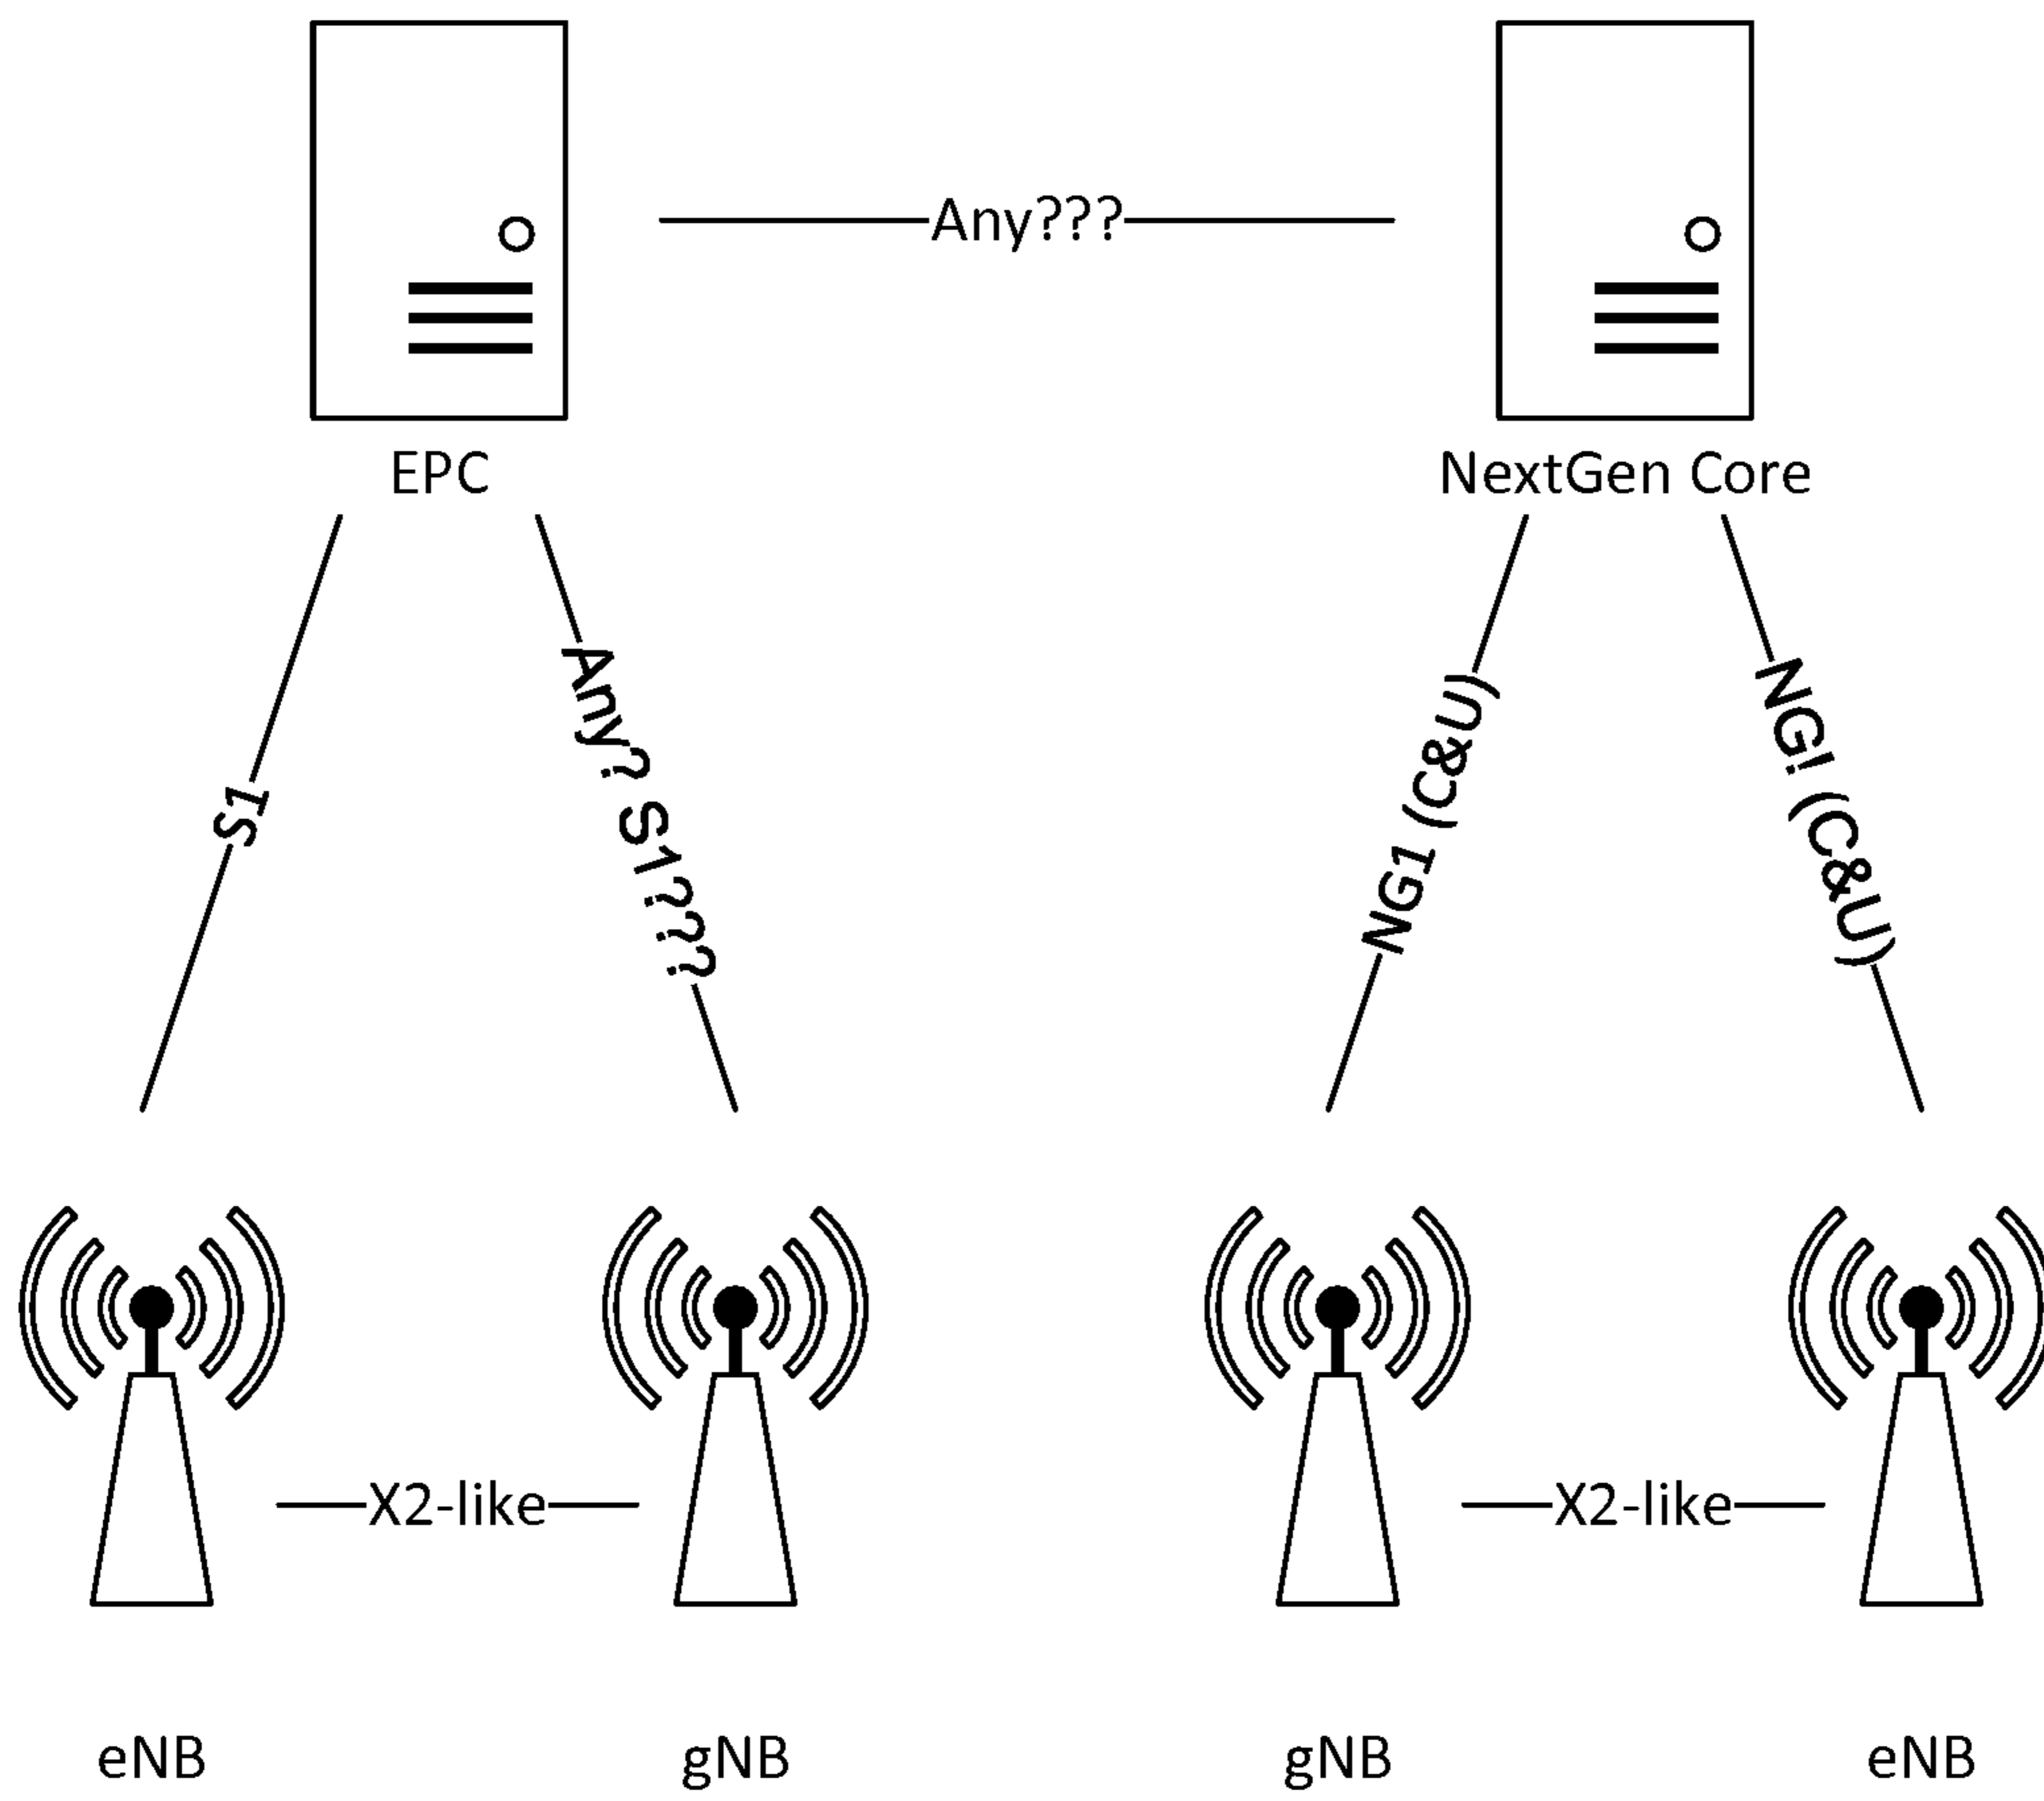 Any???
EPC
NextGen Core
S1
Any? S1???
NG1 (C&U)
NG! (C&U)
X2-like
X2-like
eNB
gNB
gNB
eNB